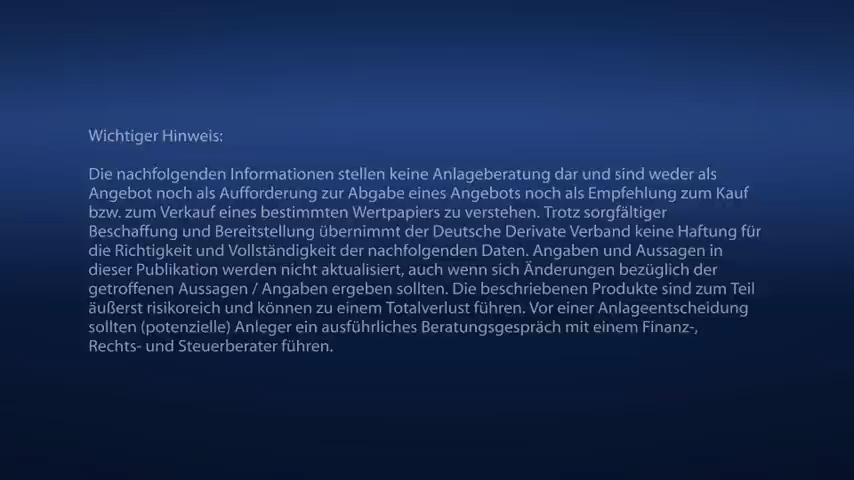 Wichtiger Hinweis:
Die nachfolgenden Informationen stellen keine Anlageberatung dar und sind weder als
Angebot noch als Aufforderung zur Abgabe eines Angebots noch als Empfehlung zum Kauf
bzw. zum Verkauf eines bestimmten Wertpapiers zu verstehen. Trotz sorgfältiger
Beschaffung und Bereitstellung übernimmt der Deutsche Derivate Verband keine Haftung für
die Richtigkeit und Vollständigkeit der nachfolgenden Daten. Angaben und Aussagen in
dieser Publikation werden nicht aktualisiert, auch wenn sich Änderungen bezüglich der
getroffenen Aussagen / Angaben ergeben sollten. Die beschriebenen Produkte sind zum Teil
äußerst risikoreich und können zu einem Totalverlust führen. Vor einer Anlageentscheidung
sollten (potenzielle) Anleger ein ausführliches Beratungsgespräch mit einem Finanz-,
Rechts- und Steuerberater führen.